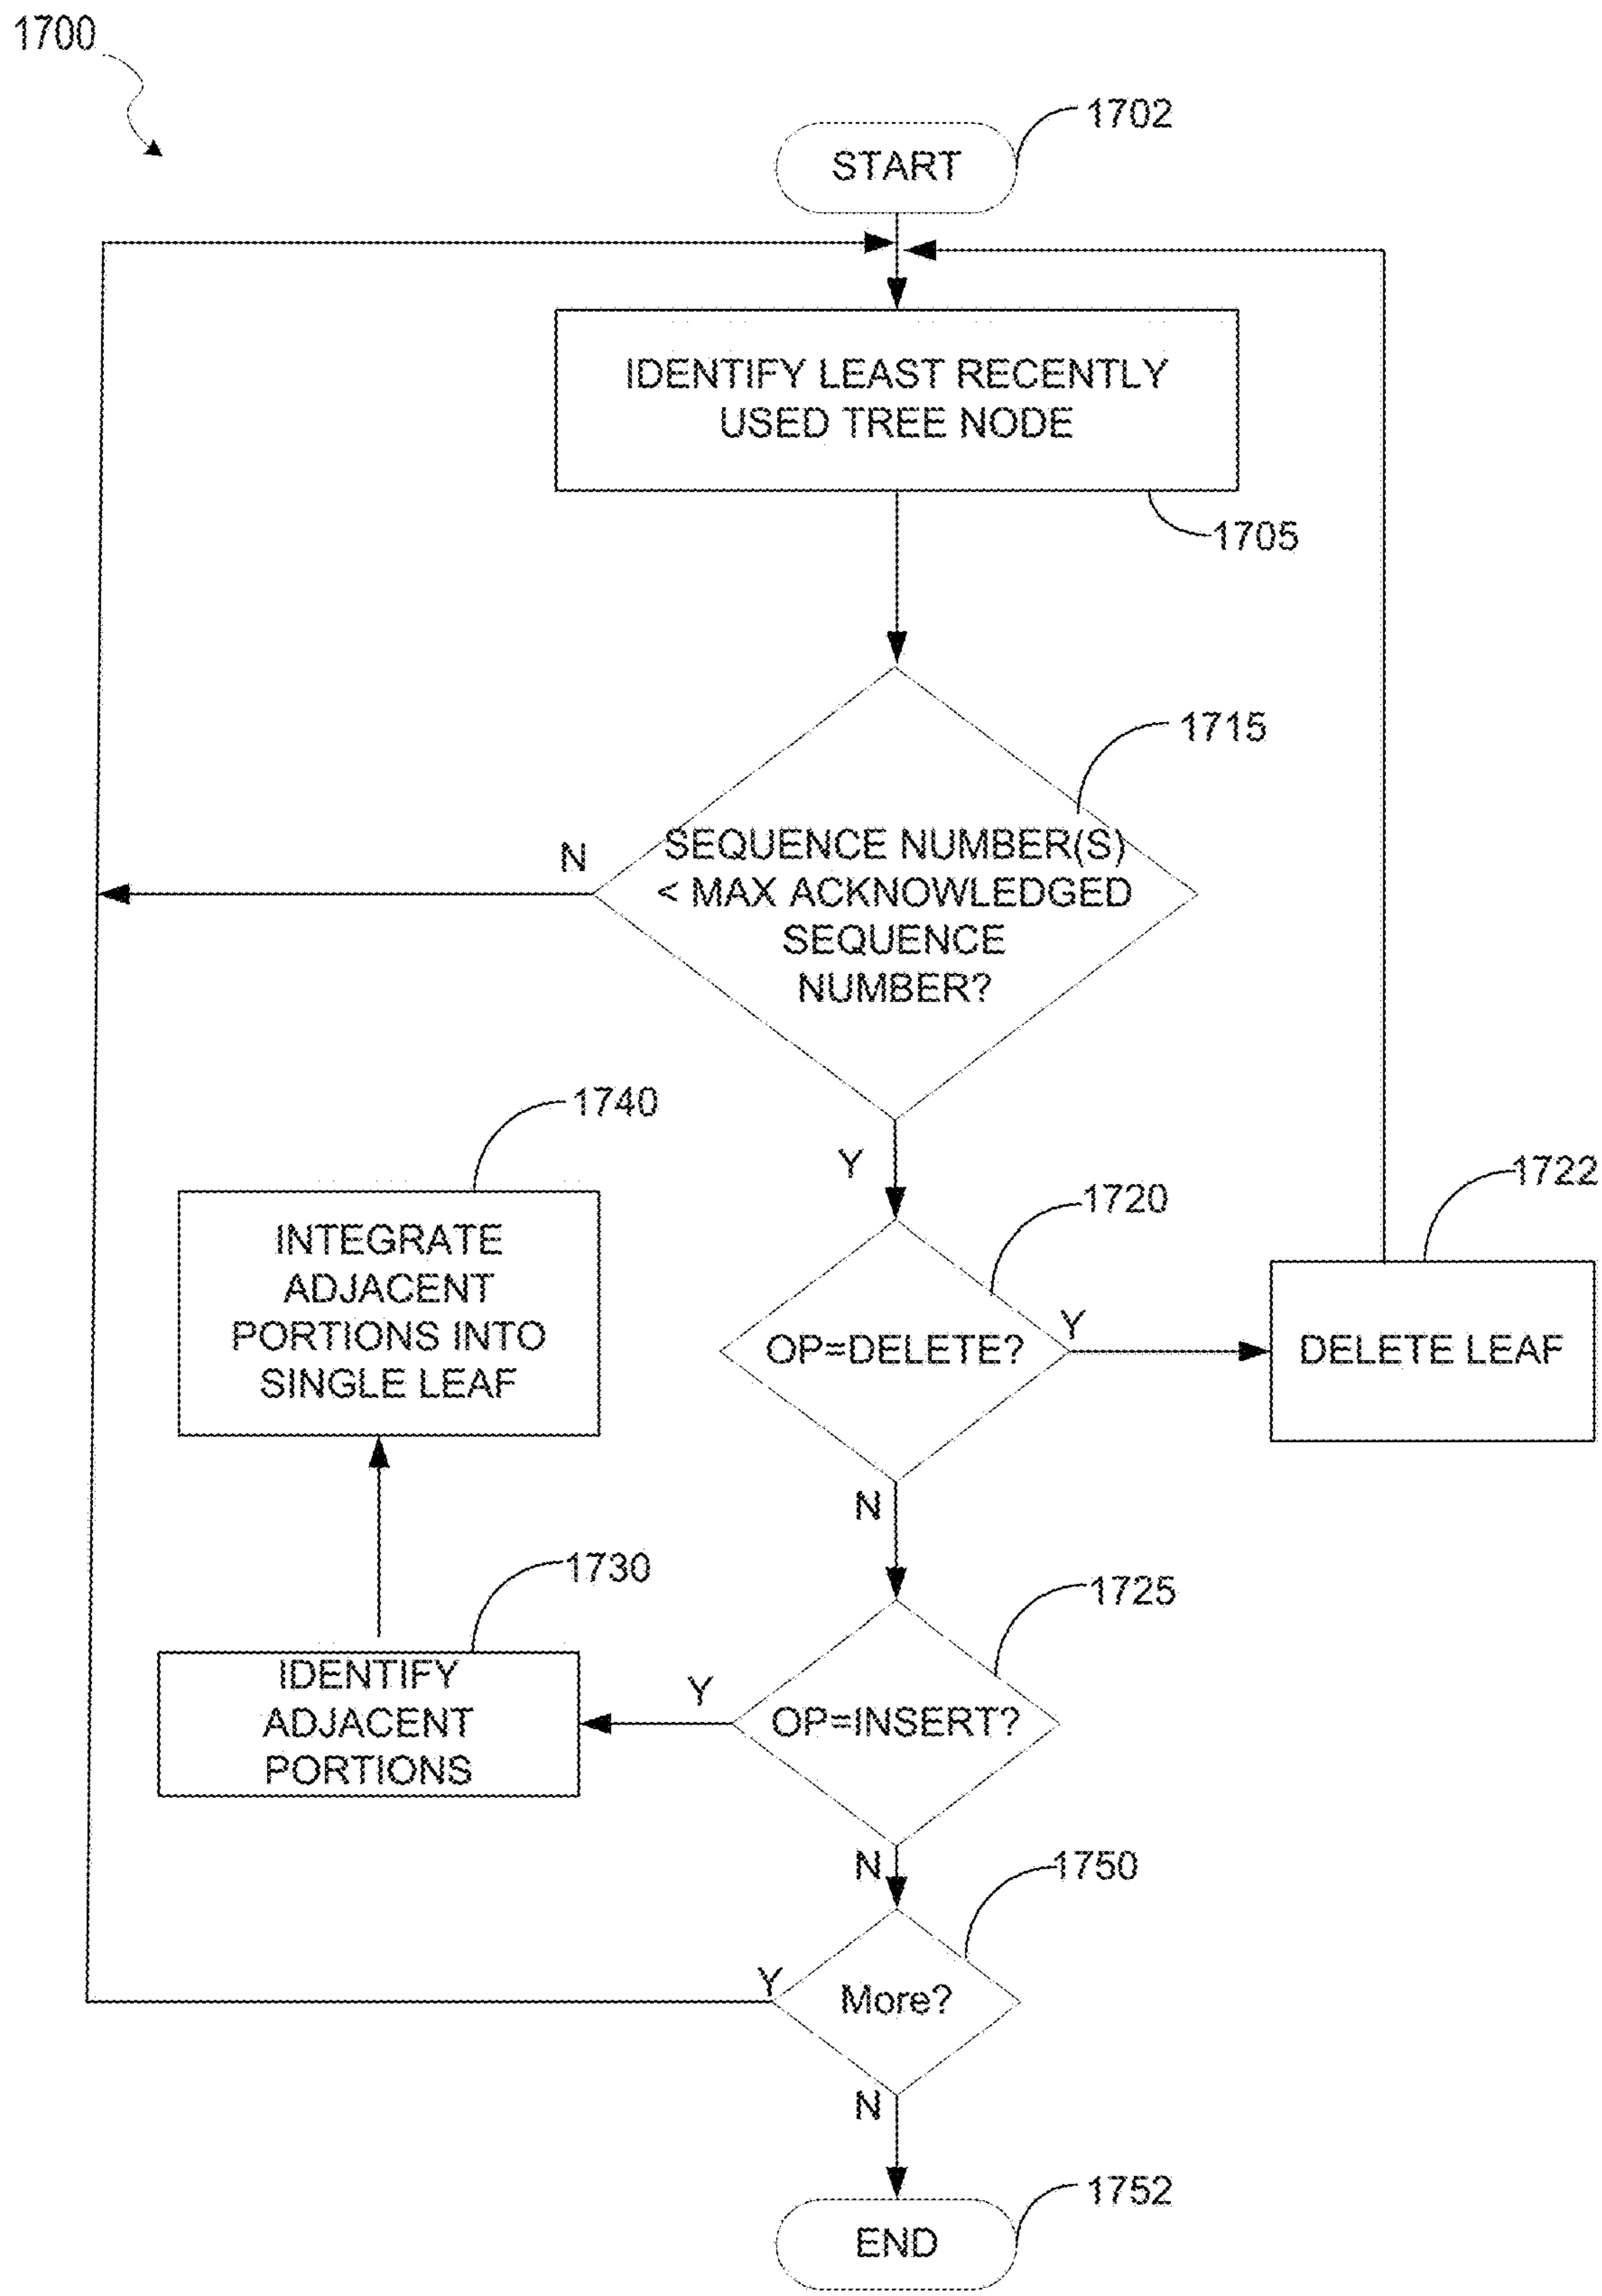 1700
1702
START
IDENTIFY LEAST RECENTLY
USED TREE NODE
1705
1715
SEQUENCE NUMBER(S)
< MAX ACKNOWLEDGED
SEQUENCE
NUMBER?
N
Y
1740
INTEGRATE
ADJACENT
PORTIONS INTO
SINGLE LEAF
1720
OP=DELETE?
Y
1722
DELETE LEAF
N
1730
IDENTIFY
ADJACENT
PORTIONS
Y
1725
OP=INSERT?
N
1750
Y
More?
N
1752
END